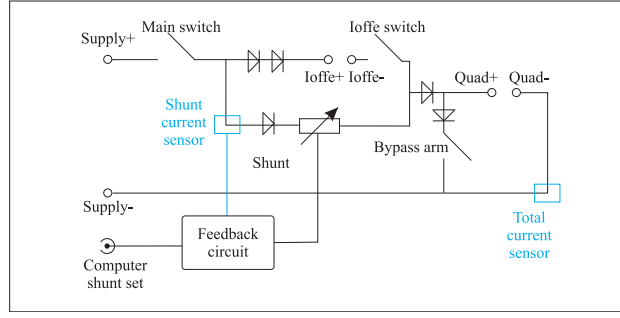 Main switch
Ioffe switch
Supply+
Ioffe+ Ioffe-
Quad+ Quad-
Shunt
current
sensor
Shunt
Bypass arm
Supply-
Total
current
sensor
Feedback
circuit
Computer
shunt set